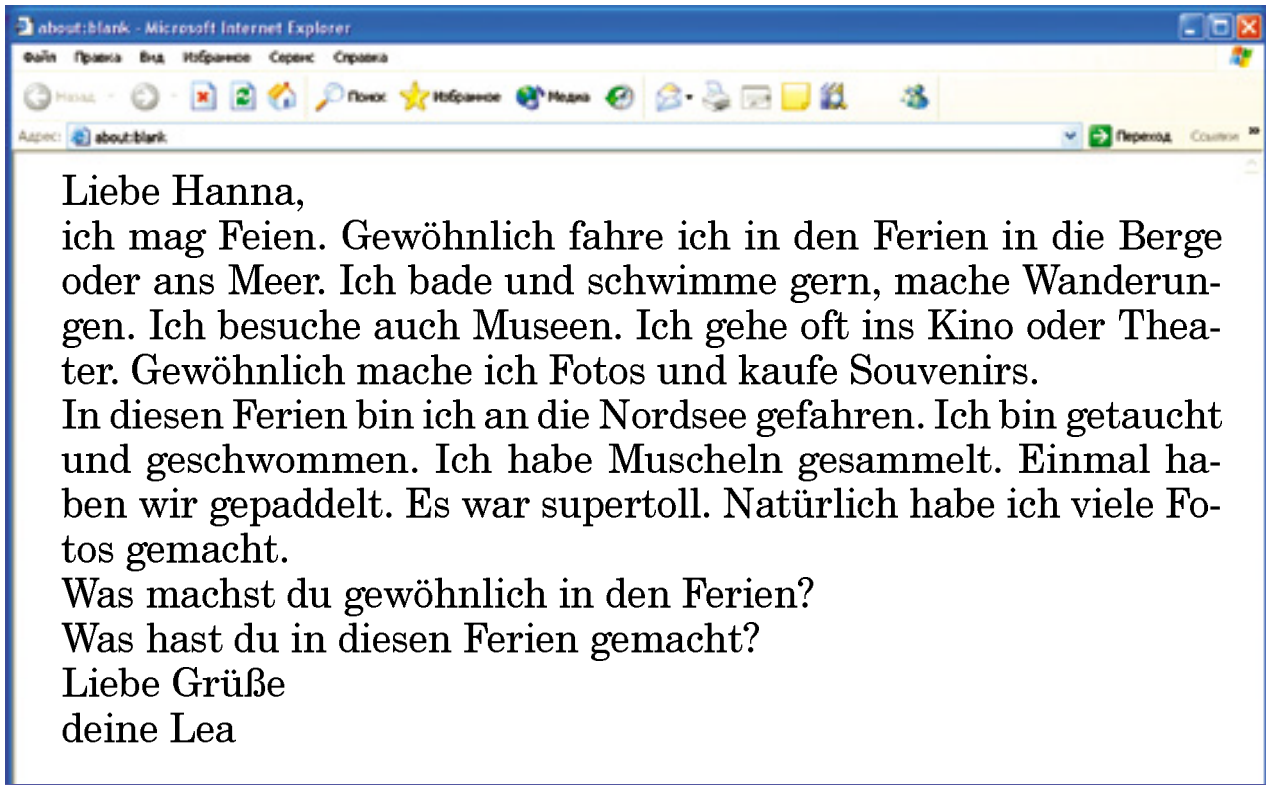 about:blank - Microsoft Internet Explorer
Файл Правка Вид Избранное Сервис Справка
Назад Поиск Избранное Медиа
Адрес: about:blank Переход Ссылки »
Liebe Hanna,
ich mag Feien. Gewöhnlich fahre ich in den Ferien in die Berge
oder ans Meer. Ich bade und schwimme gern, mache Wanderun-
gen. Ich besuche auch Museen. Ich gehe oft ins Kino oder Thea-
ter. Gewöhnlich mache ich Fotos und kaufe Souvenirs.
In diesen Ferien bin ich an die Nordsee gefahren. Ich bin getaucht
und geschwommen. Ich habe Muscheln gesammelt. Einmal ha-
ben wir gepaddelt. Es war supertoll. Natürlich habe ich viele Fo-
tos gemacht.
Was machst du gewöhnlich in den Ferien?
Was hast du in diesen Ferien gemacht?
Liebe Grüße
deine Lea